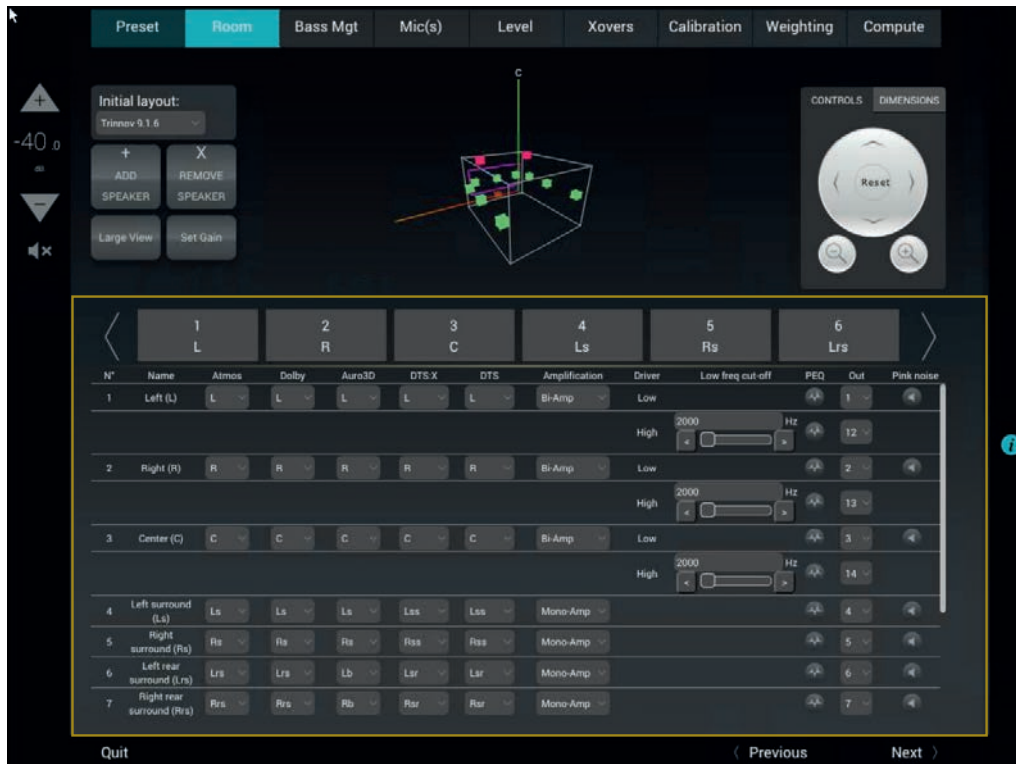 Preset Room Bass Mgt Mic(s) Level Xovers Calibration Weighting Compute
C
Initial layout:
Trinnov 9.1.6
+
ADD
SPEAKER
X
REMOVE
SPEAKER
Large View Set Gain
CONTROLS DIMENSIONS
Reset
+
-40 .0
−
1 2 3 4 5 6
L R C Ls Rs Lrs
N° Name Atmos Dolby Auro3D DTS:X DTS Amplification Driver Low freq cut-off PEQ Out Pink noise
1 Left (L) L L L L L Bi-Amp Low 1
High 2000 Hz < > 12
2 Right (R) R R R R R Bi-Amp Low 2
High 2000 Hz < > 13
3 Center (C) C C C C C Bi-Amp Low 3
High 2000 Hz < > 14
4 Left surround (Ls) Ls Ls Ls Lss Lss Mono-Amp 4
5 Right surround (Rs) Rs Rs Rs Rss Rss Mono-Amp 5
6 Left rear surround (Lrs) Lrs Lrs Lb Lsr Lsr Mono-Amp 6
7 Right rear surround (Rrs) Rrs Rrs Rb Rsr Rsr Mono-Amp 7
i
Quit Previous Next